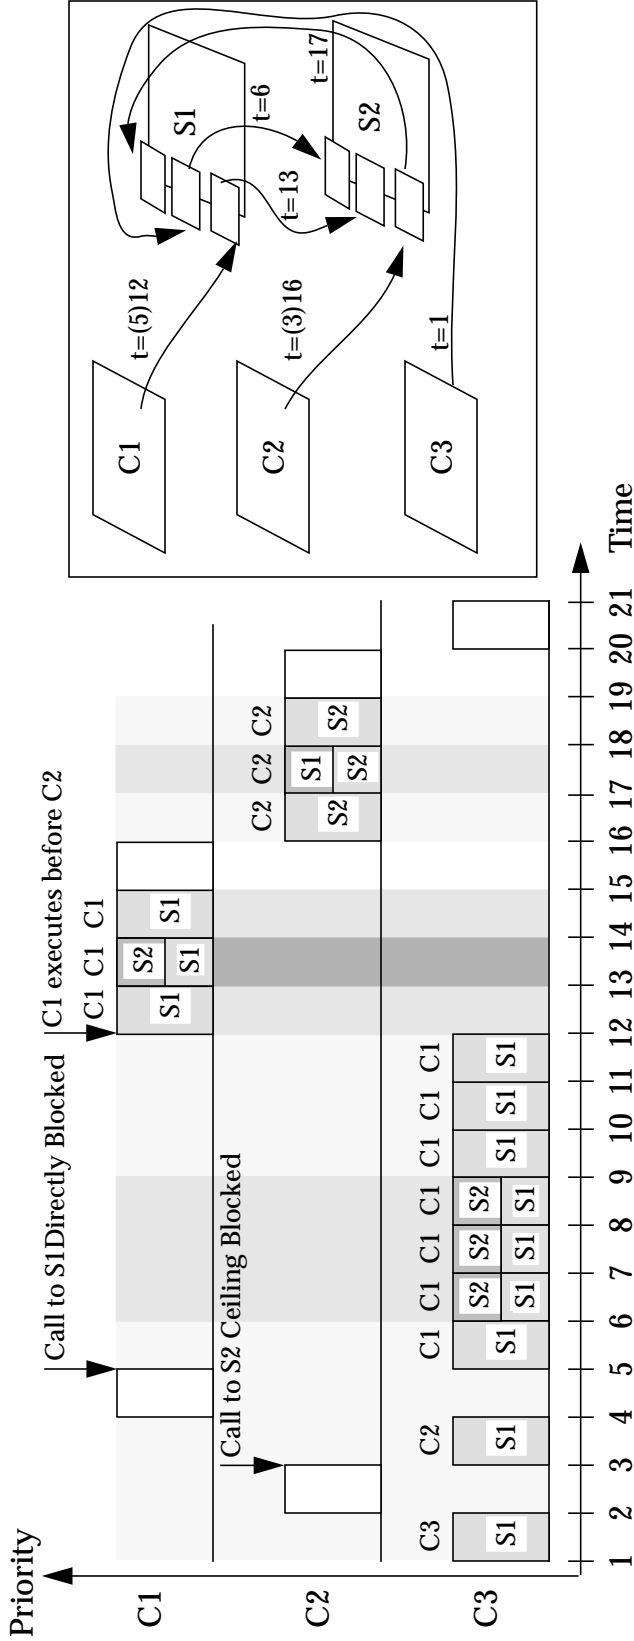 Priority
C1 executes before C2
Call to S1Directly Blocked
C1
C1 C1 C1
S1
S2
S1
S1
Call to S2 Ceiling Blocked
C2
C2 C2 C2
S2
S1
S2
S2
C3
C3 C2 C1 C1 C1 C1 C1 C1 C1
S1
S1
S1
S2
S1
S2
S1
S2
S1
S1
S1
S1
1 2 3 4 5 6 7 8 9 10 11 12 13 14 15 16 17 18 19 20 21 Time
C1
t=(5)12
S1
t=6
C2
t=(3)16
t=13
S2
t=17
C3
t=1